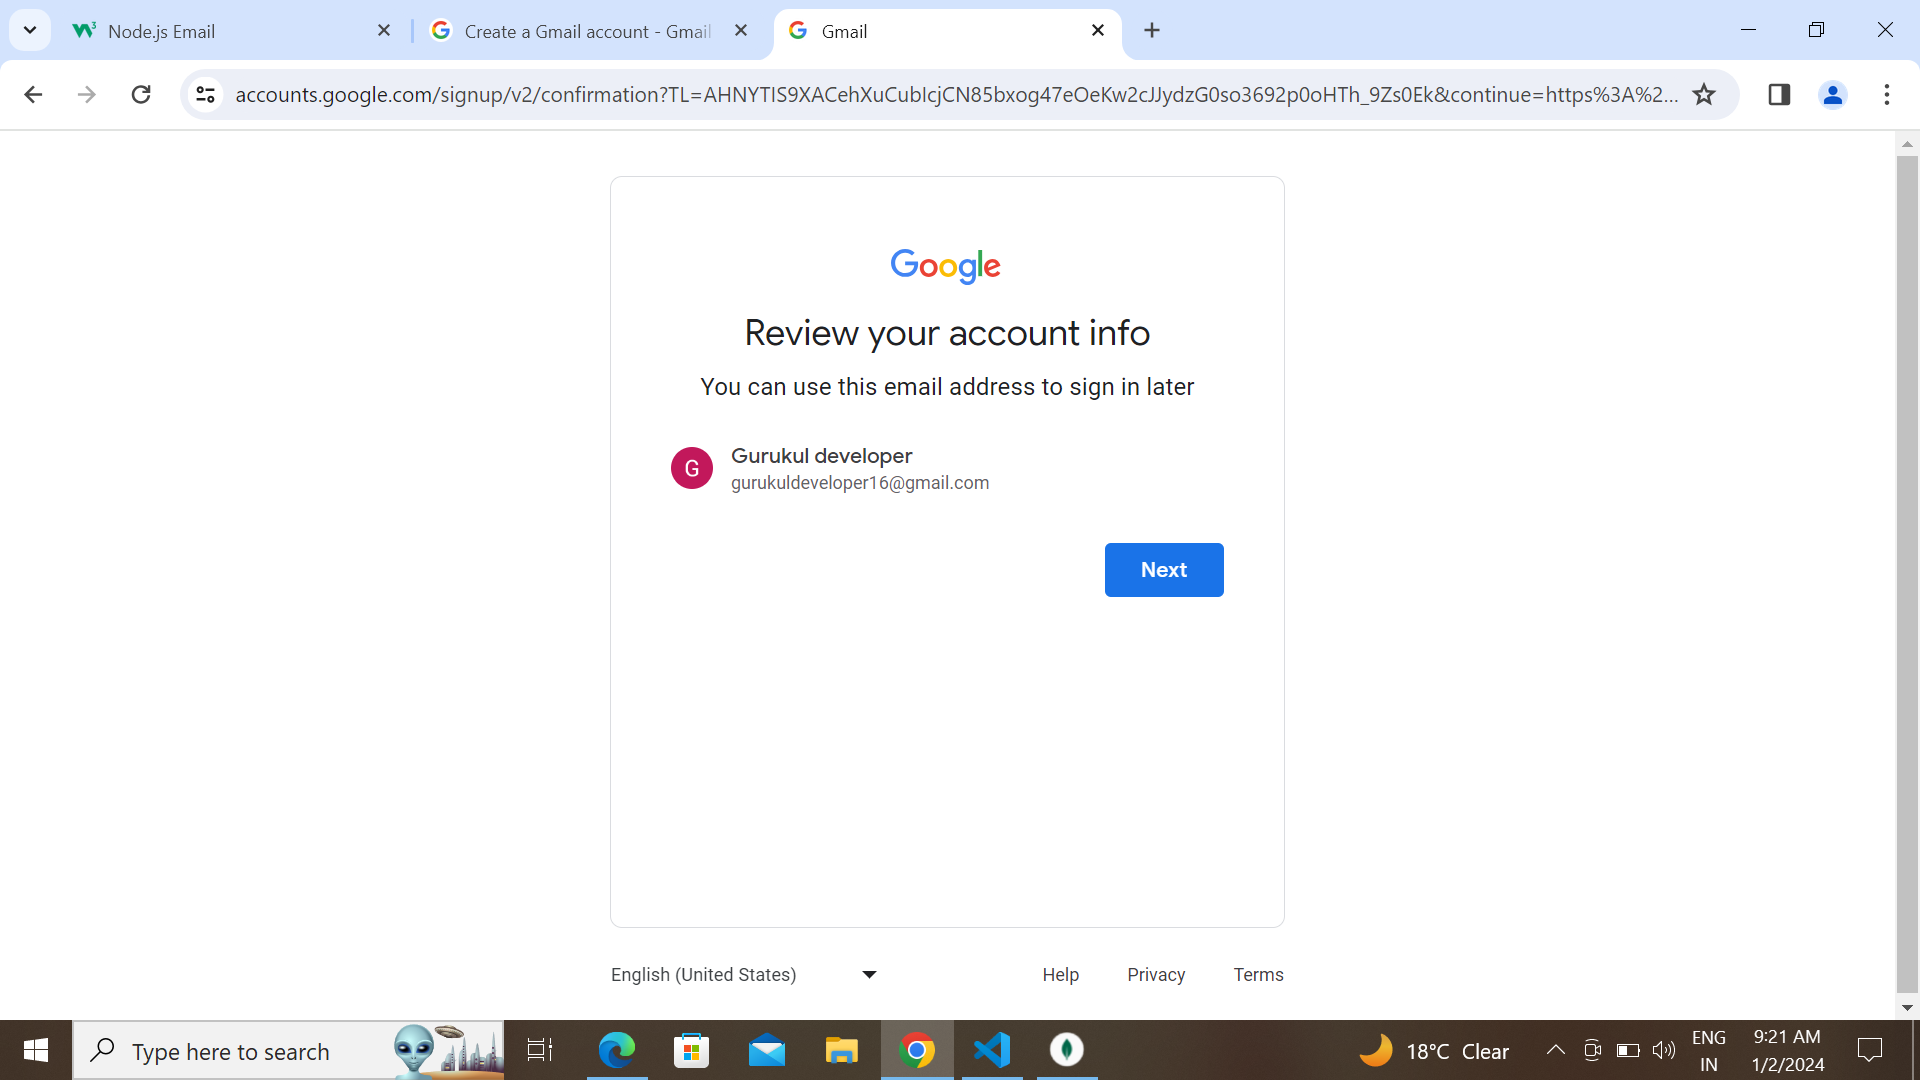 Node.js Email
Create a Gmail account - Gmail
Gmail
accounts.google.com/signup/v2/confirmation?TL=AHNYTIS9XACehXuCubIcjCN85bxog47eOeKw2cJJydzG0so3692p0oHTh_9Zs0Ek&continue=https%3A%2...
Google
Review your account info
You can use this email address to sign in later
G
Gurukul developer
gurukuldeveloper16@gmail.com
Next
English (United States)
Help
Privacy
Terms
Type here to search
18°C Clear
ENG
IN
9:21 AM
1/2/2024